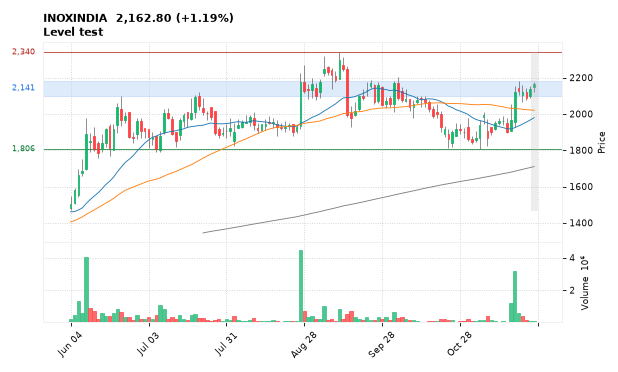 INOXINDIA 2,162.80 (+1.19%)
Level test
2,340
2,141
1,806
2200
2000
1800
1600
1400
Price
4
2
Volume 10⁶
Jun 04
Jul 03
Jul 31
Aug 28
Sep 28
Oct 28